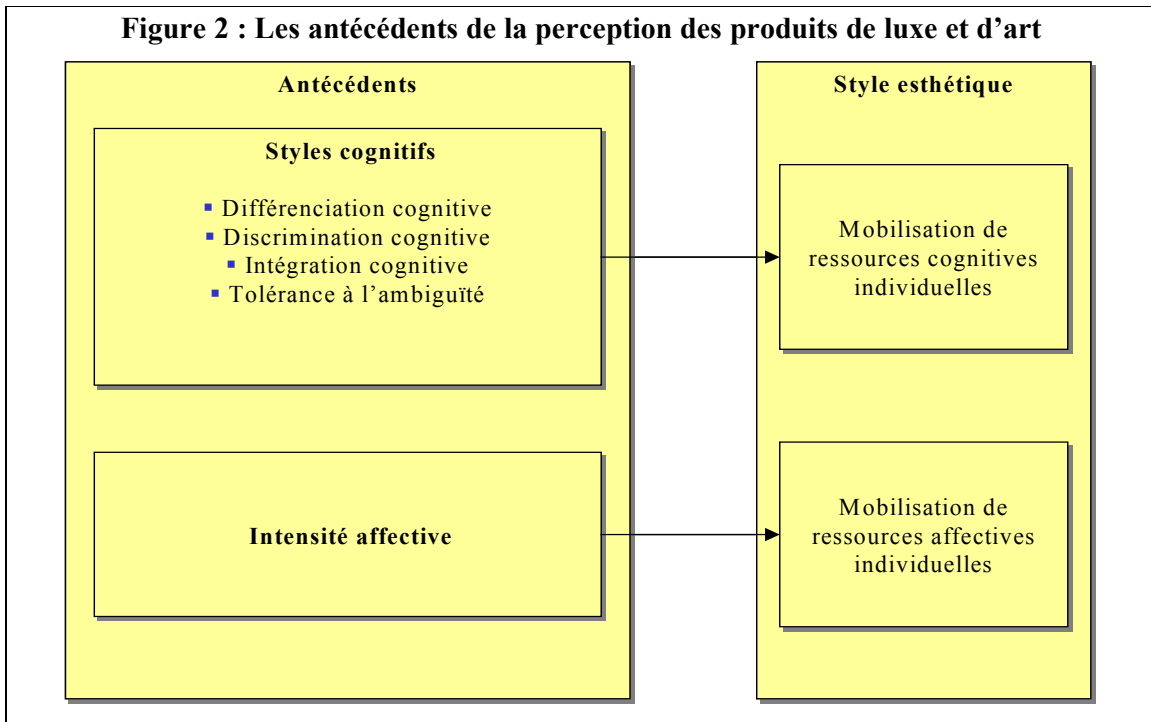 Figure 2 : Les antécédents de la perception des produits de luxe et d’art
Antécédents
Styles cognitifs
▪ Différenciation cognitive
▪ Discrimination cognitive
▪ Intégration cognitive
▪ Tolérance à l’ambiguïté
Intensité affective
Style esthétique
Mobilisation de
ressources cognitives
individuelles
Mobilisation de
ressources affectives
individuelles